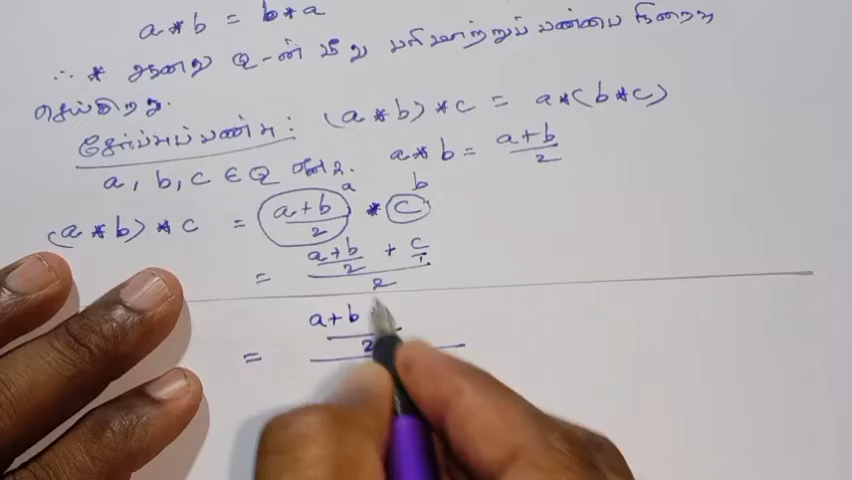 a * b = b * a
∴ * ஆனது Q-ன் மீது பரிமாற்றுப் பண்பை நிறைவு
செய்கிறது.
சேர்ப்புப் பண்பு : (a * b) * c = a * (b * c)
a, b, c ∈ Q என்க. a * b = a+b/2
a b
(a * b) * c = a+b/2 * c
= a+b/2 + c/1
2
= a+b
2